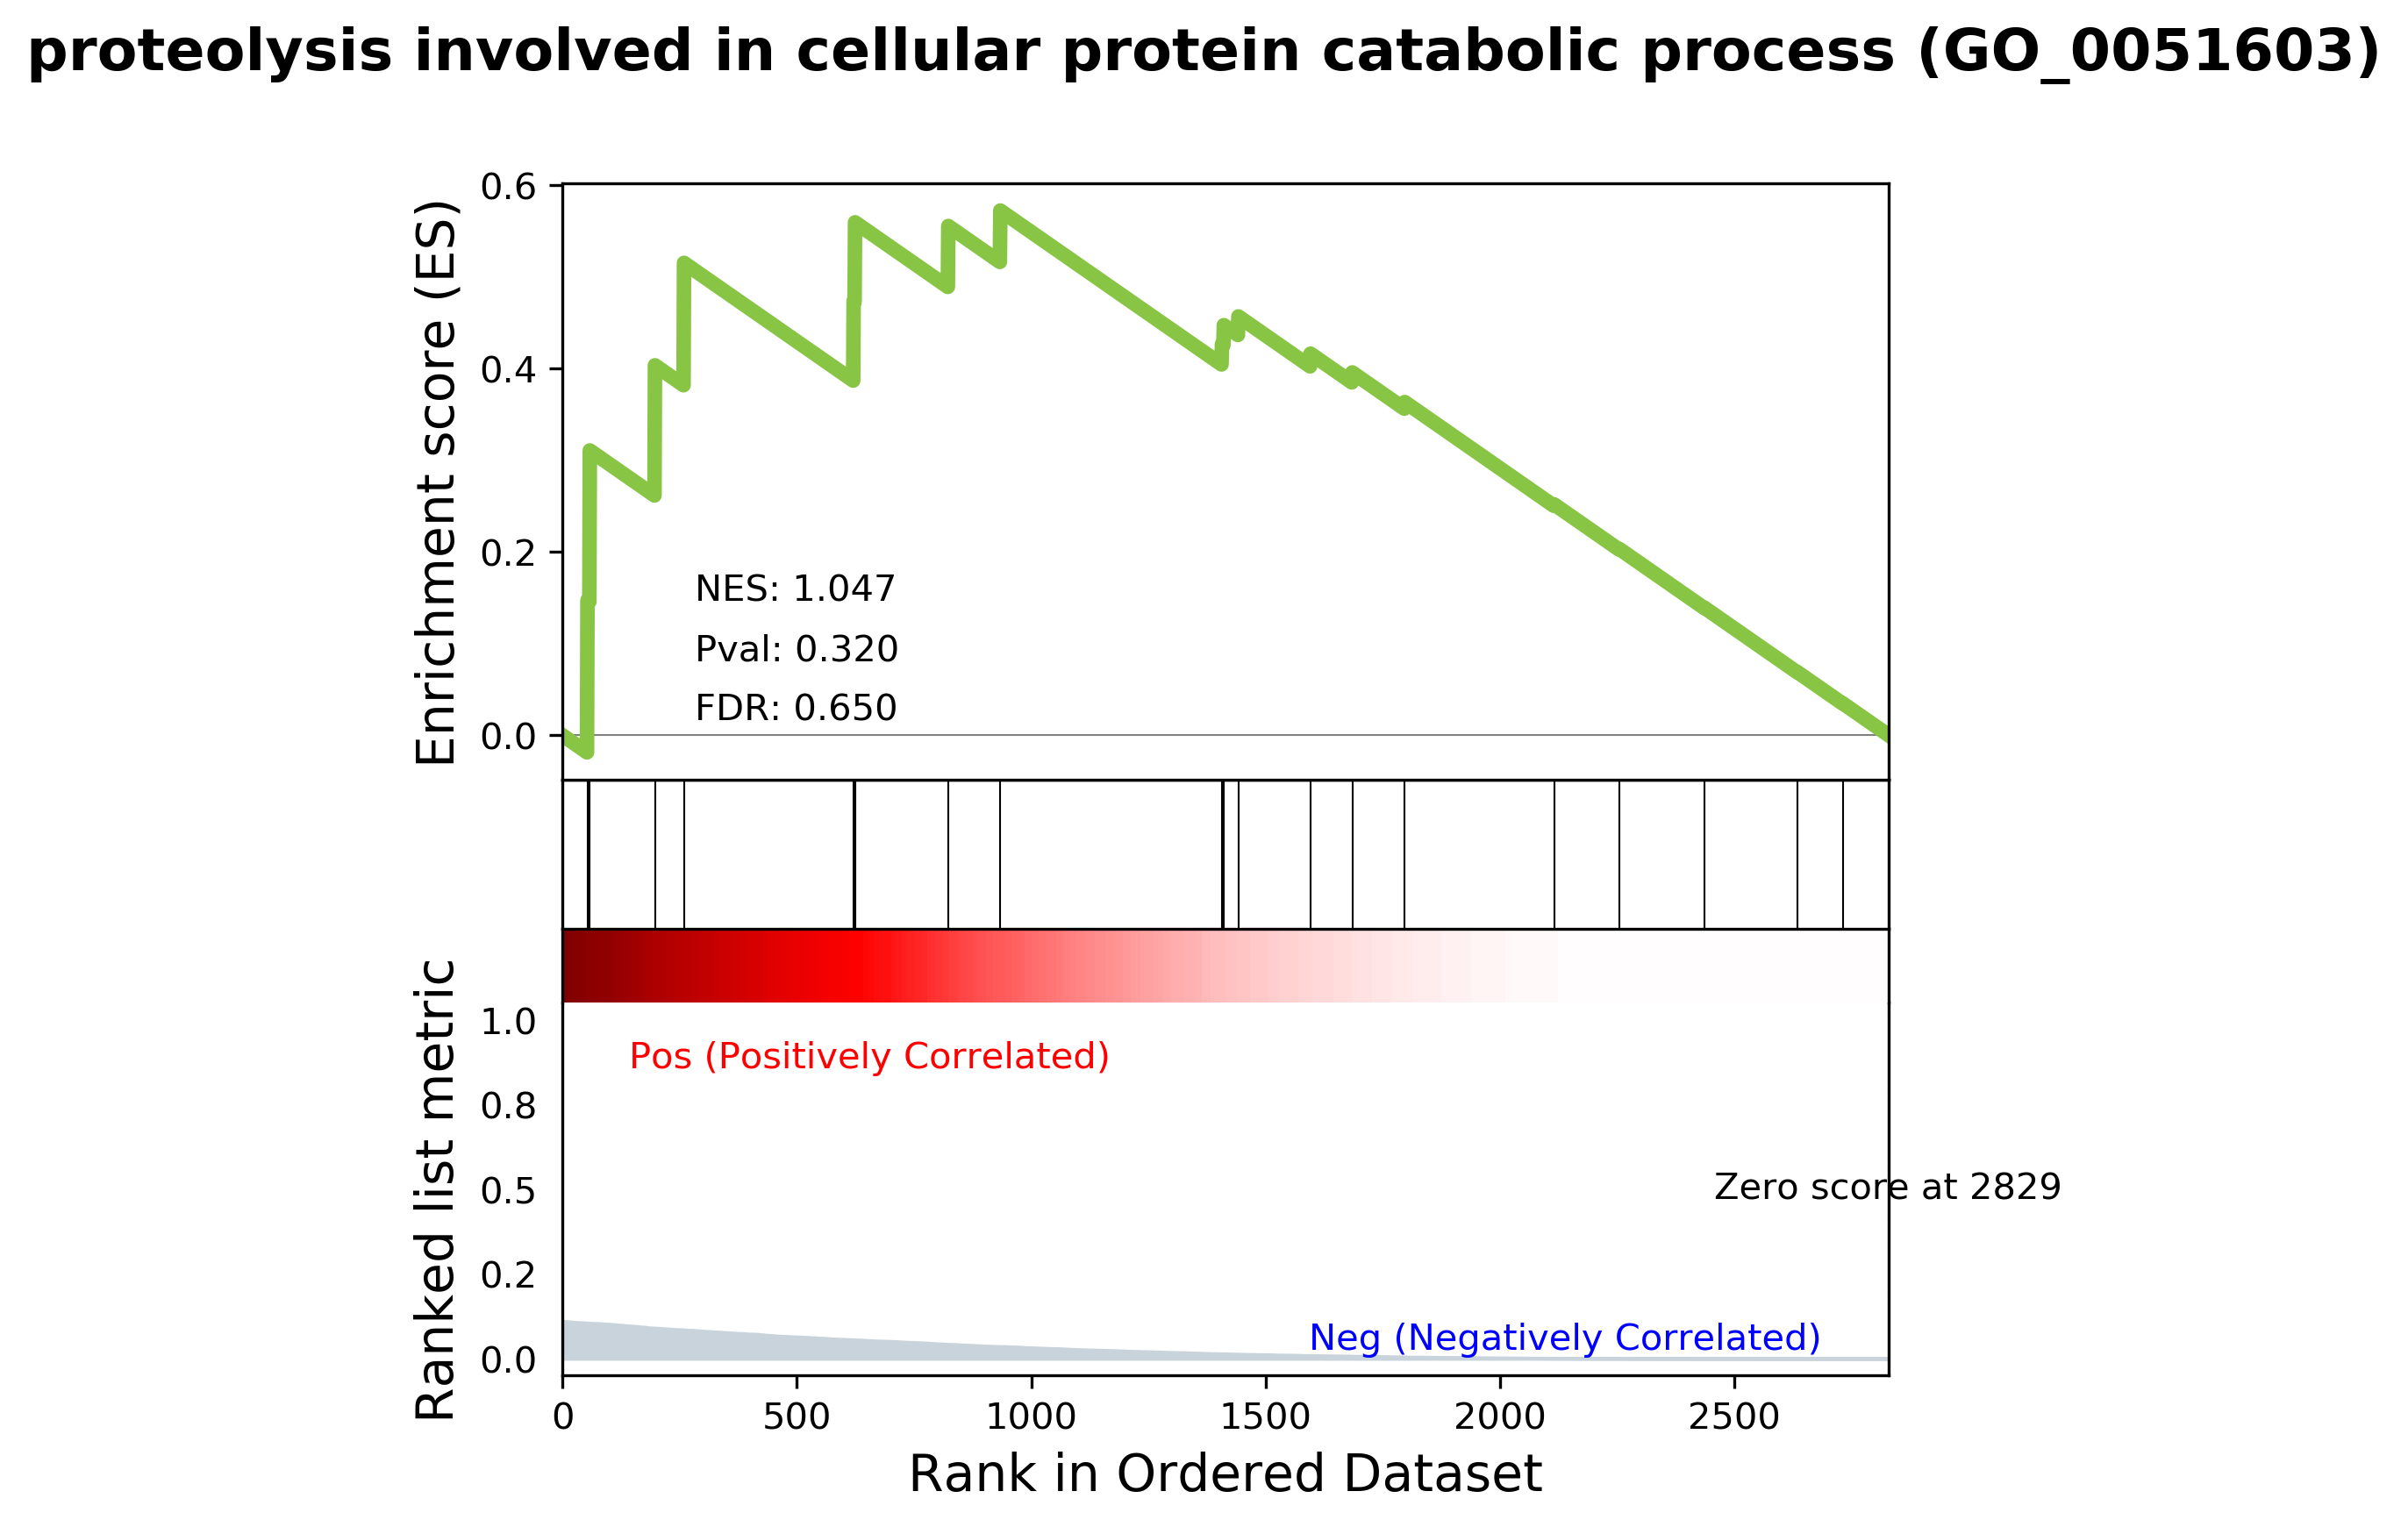 proteolysis involved in cellular protein catabolic process (GO_0051603)
Enrichment score (ES)
0.6
0.4
0.2
0.0
NES: 1.047
Pval: 0.320
FDR: 0.650
Ranked list metric
1.0
0.8
0.5
0.2
0.0
Pos (Positively Correlated)
Zero score at 2829
Neg (Negatively Correlated)
0 500 1000 1500 2000 2500
Rank in Ordered Dataset